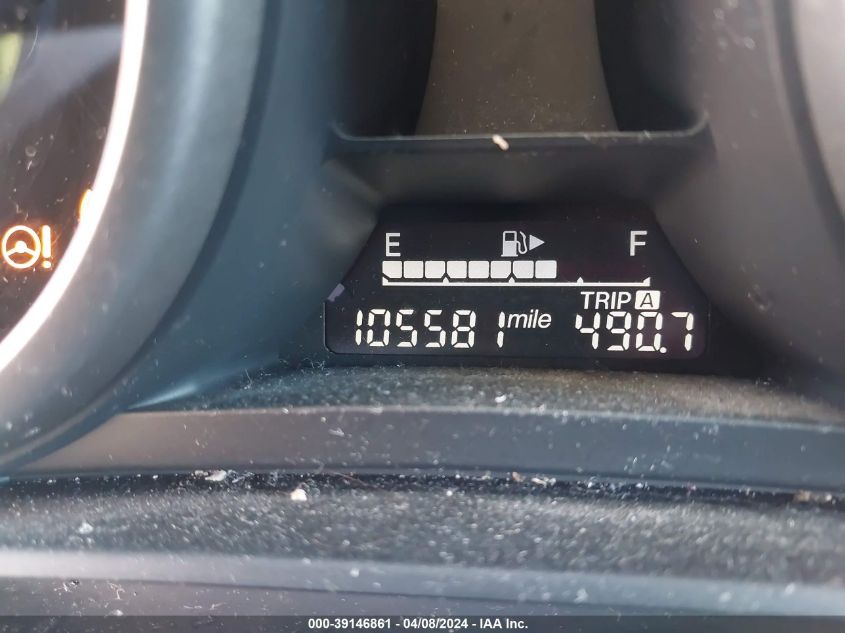 E F
TRIP A
105581 mile 490.7
000-39146861 - 04/08/2024 - IAA Inc.